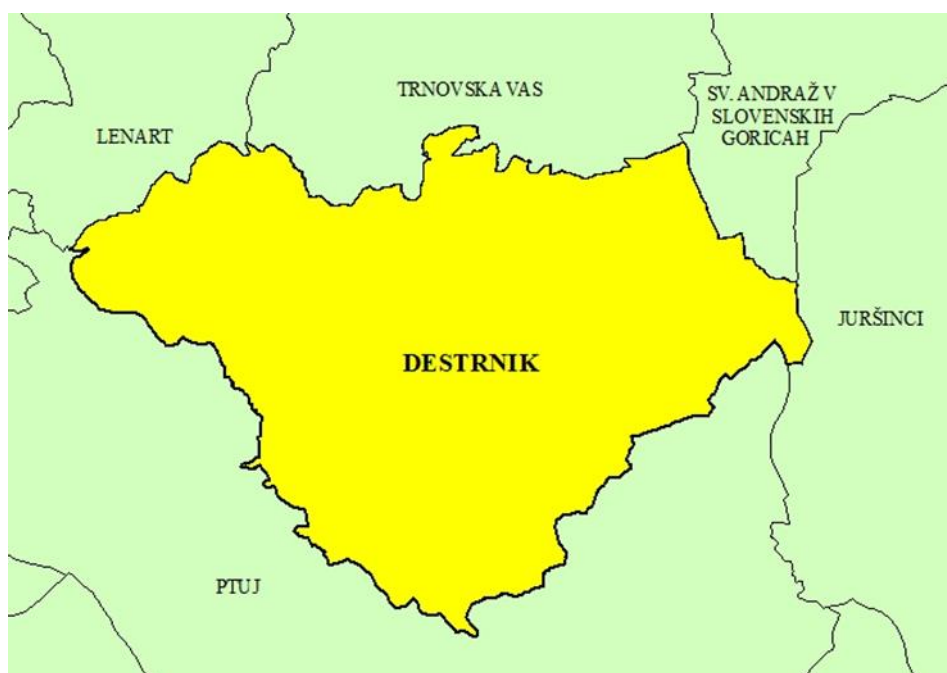 TRNOVSKA VAS
SV. ANDRAŽ V
SLOVENSKIH
GORICAH
LENART
JURŠINCI
DESTRNIK
PTUJ